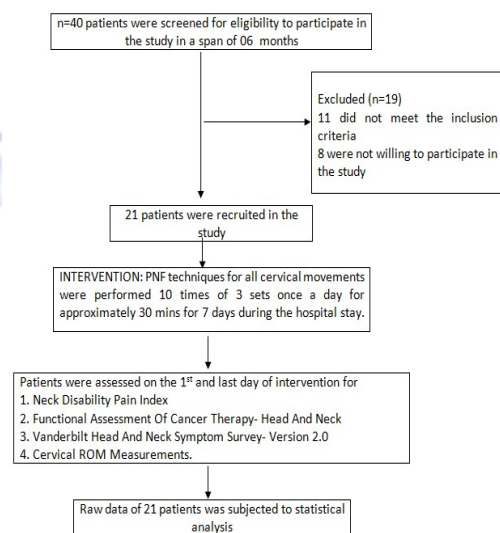 n=40 patients were screened for eligibility to participate in
the study in a span of 06 months
Excluded (n=19)
11 did not meet the inclusion
criteria
8 were not willing to participate in
the study
21 patients were recruited in the
study
INTERVENTION: PNF techniques for all cervical movements
were performed 10 times of 3 sets once a day for
approximately 30 mins for 7 days during the hospital stay.
Patients were assessed on the 1st and last day of intervention for
1. Neck Disability Pain Index
2. Functional Assessment Of Cancer Therapy- Head And Neck
3. Vanderbilt Head And Neck Symptom Survey- Version 2.0
4. Cervical ROM Measurements.
Raw data of 21 patients was subjected to statistical
analysis